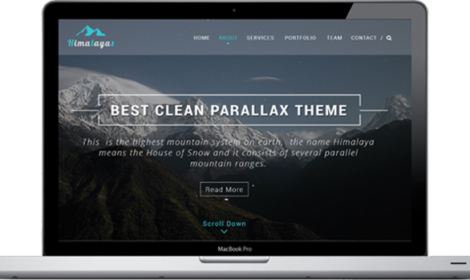 Himalayas
HOME ABOUT SERVICES PORTFOLIO TEAM CONTACT /
BEST CLEAN PARALLAX THEME
This is the highest mountain system on earth, the name Himalaya
means the House of Snow and it consists of several parallel
mountain ranges.
Read More
Scroll Down
MacBook Pro